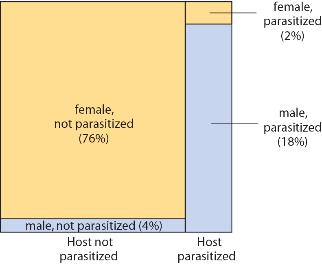 female,
parasitized
(2%)
female,
not parasitized
(76%)
male,
parasitized
(18%)
male, not parasitized (4%)
Host not
parasitized
Host
parasitized